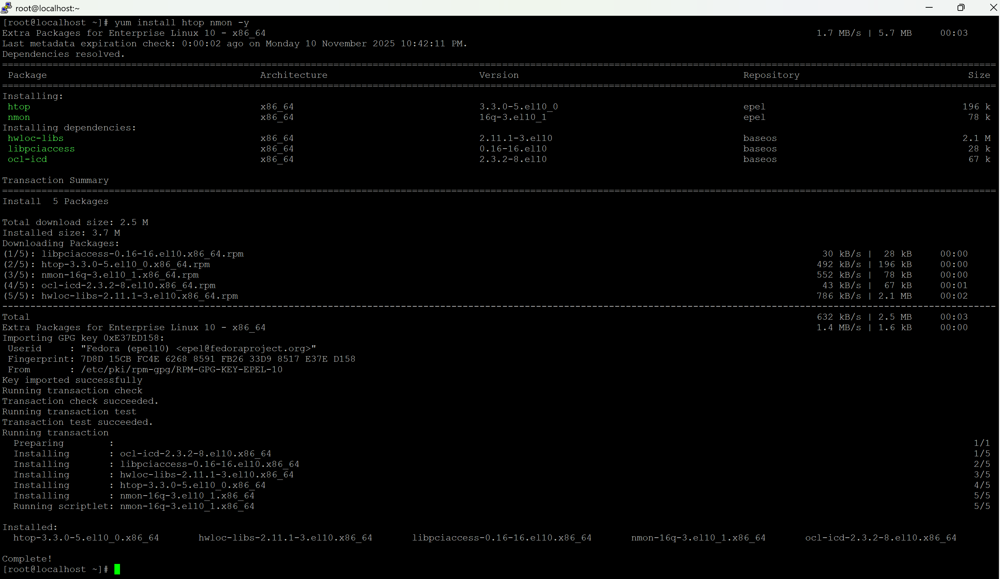 root@localhost:~
[root@localhost ~]# yum install htop nmon -y
Extra Packages for Enterprise Linux 10 - x86_64 1.7 MB/s | 5.7 MB 00:03
Last metadata expiration check: 0:00:02 ago on Monday 10 November 2025 10:42:11 PM.
Dependencies resolved.
Package Architecture Version Repository Size
Installing:
htop x86_64 3.3.0-5.el10_0 epel 196 k
nmon x86_64 16q-3.el10_1 epel 78 k
Installing dependencies:
hwloc-libs x86_64 2.11.1-3.el10 baseos 2.1 M
libpciaccess x86_64 0.16-16.el10 baseos 28 k
ocl-icd x86_64 2.3.2-8.el10 baseos 67 k
Transaction Summary
Install 5 Packages
Total download size: 2.5 M
Installed size: 3.7 M
Downloading Packages:
(1/5): libpciaccess-0.16-16.el10.x86_64.rpm 30 kB/s | 28 kB 00:00
(2/5): htop-3.3.0-5.el10_0.x86_64.rpm 492 kB/s | 196 kB 00:00
(3/5): nmon-16q-3.el10_1.x86_64.rpm 552 kB/s | 78 kB 00:00
(4/5): ocl-icd-2.3.2-8.el10.x86_64.rpm 43 kB/s | 67 kB 00:01
(5/5): hwloc-libs-2.11.1-3.el10.x86_64.rpm 786 kB/s | 2.1 MB 00:02
Total 632 kB/s | 2.5 MB 00:03
Extra Packages for Enterprise Linux 10 - x86_64 1.4 MB/s | 1.6 kB 00:00
Importing GPG key 0xE37ED158:
Userid : "Fedora (epel10) <epel@fedoraproject.org>"
Fingerprint: 7D8D 15CB FC4E 6268 8591 FB26 33D9 8517 E37E D158
From : /etc/pki/rpm-gpg/RPM-GPG-KEY-EPEL-10
Key imported successfully
Running transaction check
Transaction check succeeded.
Running transaction test
Transaction test succeeded.
Running transaction
Preparing : 1/1
Installing : ocl-icd-2.3.2-8.el10.x86_64 1/5
Installing : libpciaccess-0.16-16.el10.x86_64 2/5
Installing : hwloc-libs-2.11.1-3.el10.x86_64 3/5
Installing : htop-3.3.0-5.el10_0.x86_64 4/5
Installing : nmon-16q-3.el10_1.x86_64 5/5
Running scriptlet: nmon-16q-3.el10_1.x86_64 5/5
Installed:
htop-3.3.0-5.el10_0.x86_64 hwloc-libs-2.11.1-3.el10.x86_64 libpciaccess-0.16-16.el10.x86_64 nmon-16q-3.el10_1.x86_64 ocl-icd-2.3.2-8.el10.x86_64
Complete!
[root@localhost ~]#